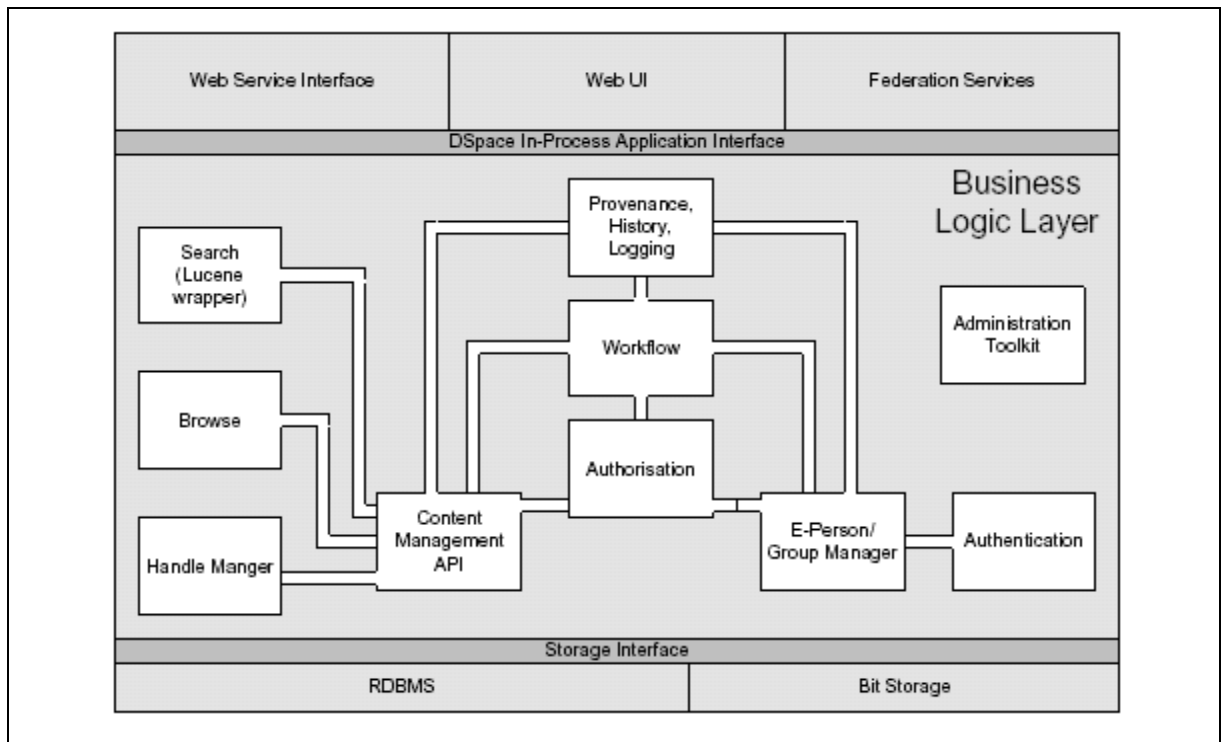 Web Service Interface
Web UI
Federation Services
DSpace In-Process Application Interface
Business
Logic Layer
Provenance,
History,
Logging
Search
(Lucene
wrapper)
Administration
Toolkit
Workflow
Browse
Authorisation
Content
Management
API
E-Person/
Group Manager
Authentication
Handle Manger
Storage Interface
RDBMS
Bit Storage